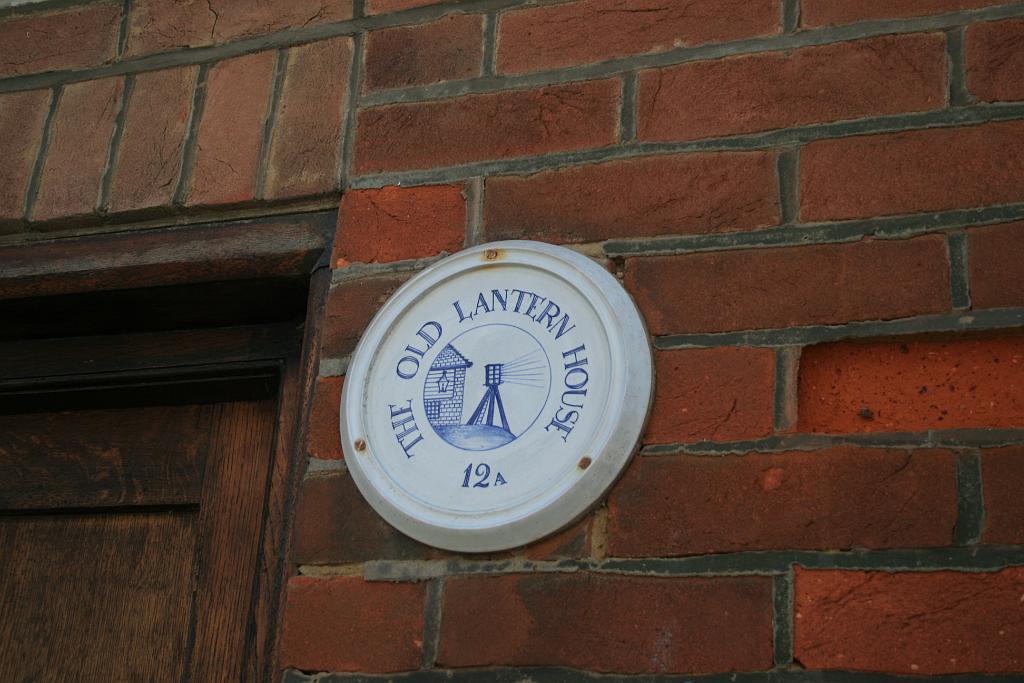 THE OLD LANTERN HOUSE
12A